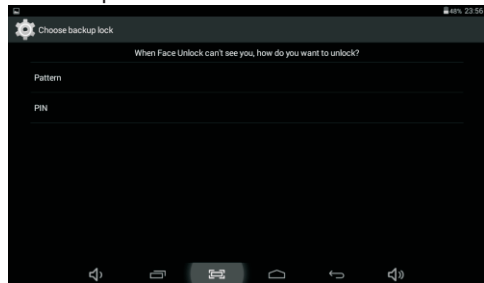 48% 23:56
Choose backup lock
When Face Unlock can't see you, how do you want to unlock?
Pattern
PIN